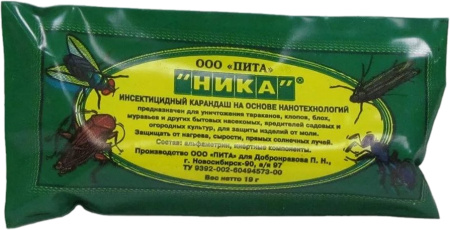 ООО «ПИТА»
"НИКА"®
ИНСЕКТИЦИДНЫЙ КАРАНДАШ НА ОСНОВЕ НАНОТЕХНОЛОГИЙ
предназначен для уничтожения тараканов, клопов, блох,
муравьев и других бытовых насекомых, вредителей садовых и
огородных культур, для защиты изделий от моли.
Защищать от нагрева, сырости, прямых солнечных лучей.
Состав: альфаметрин, инертные компоненты.
Производство ООО «ПИТА» для Добронравова П. Н.,
г. Новосибирск-90, а/я 97
ТУ 9392-002-60494573-00
Вес нетто 19 г